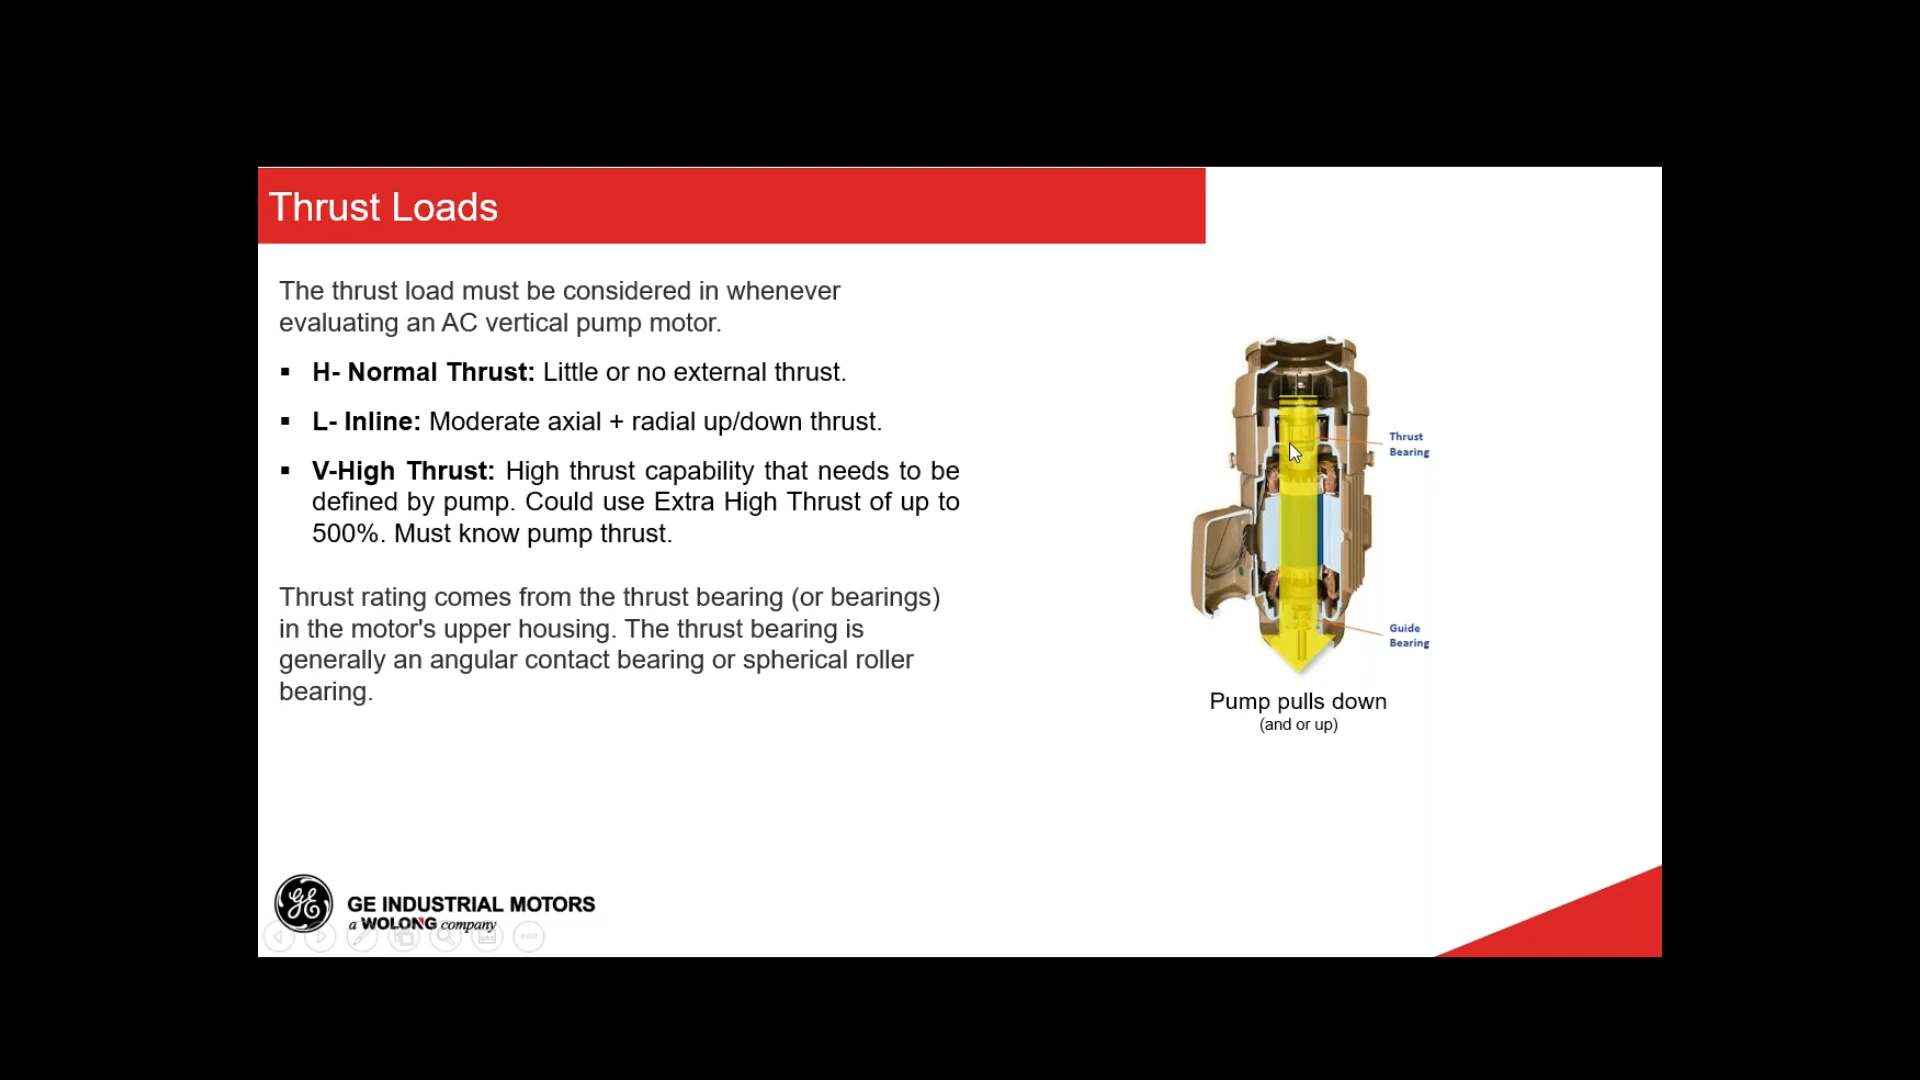 Thrust Loads
The thrust load must be considered in whenever
evaluating an AC vertical pump motor.
▪ H- Normal Thrust: Little or no external thrust.
▪ L- Inline: Moderate axial + radial up/down thrust.
▪ V-High Thrust: High thrust capability that needs to be
defined by pump. Could use Extra High Thrust of up to
500%. Must know pump thrust.
Thrust rating comes from the thrust bearing (or bearings)
in the motor's upper housing. The thrust bearing is
generally an angular contact bearing or spherical roller
bearing.
Thrust
Bearing
Guide
Bearing
Pump pulls down
(and or up)
GE
GE INDUSTRIAL MOTORS
a WOLONG company